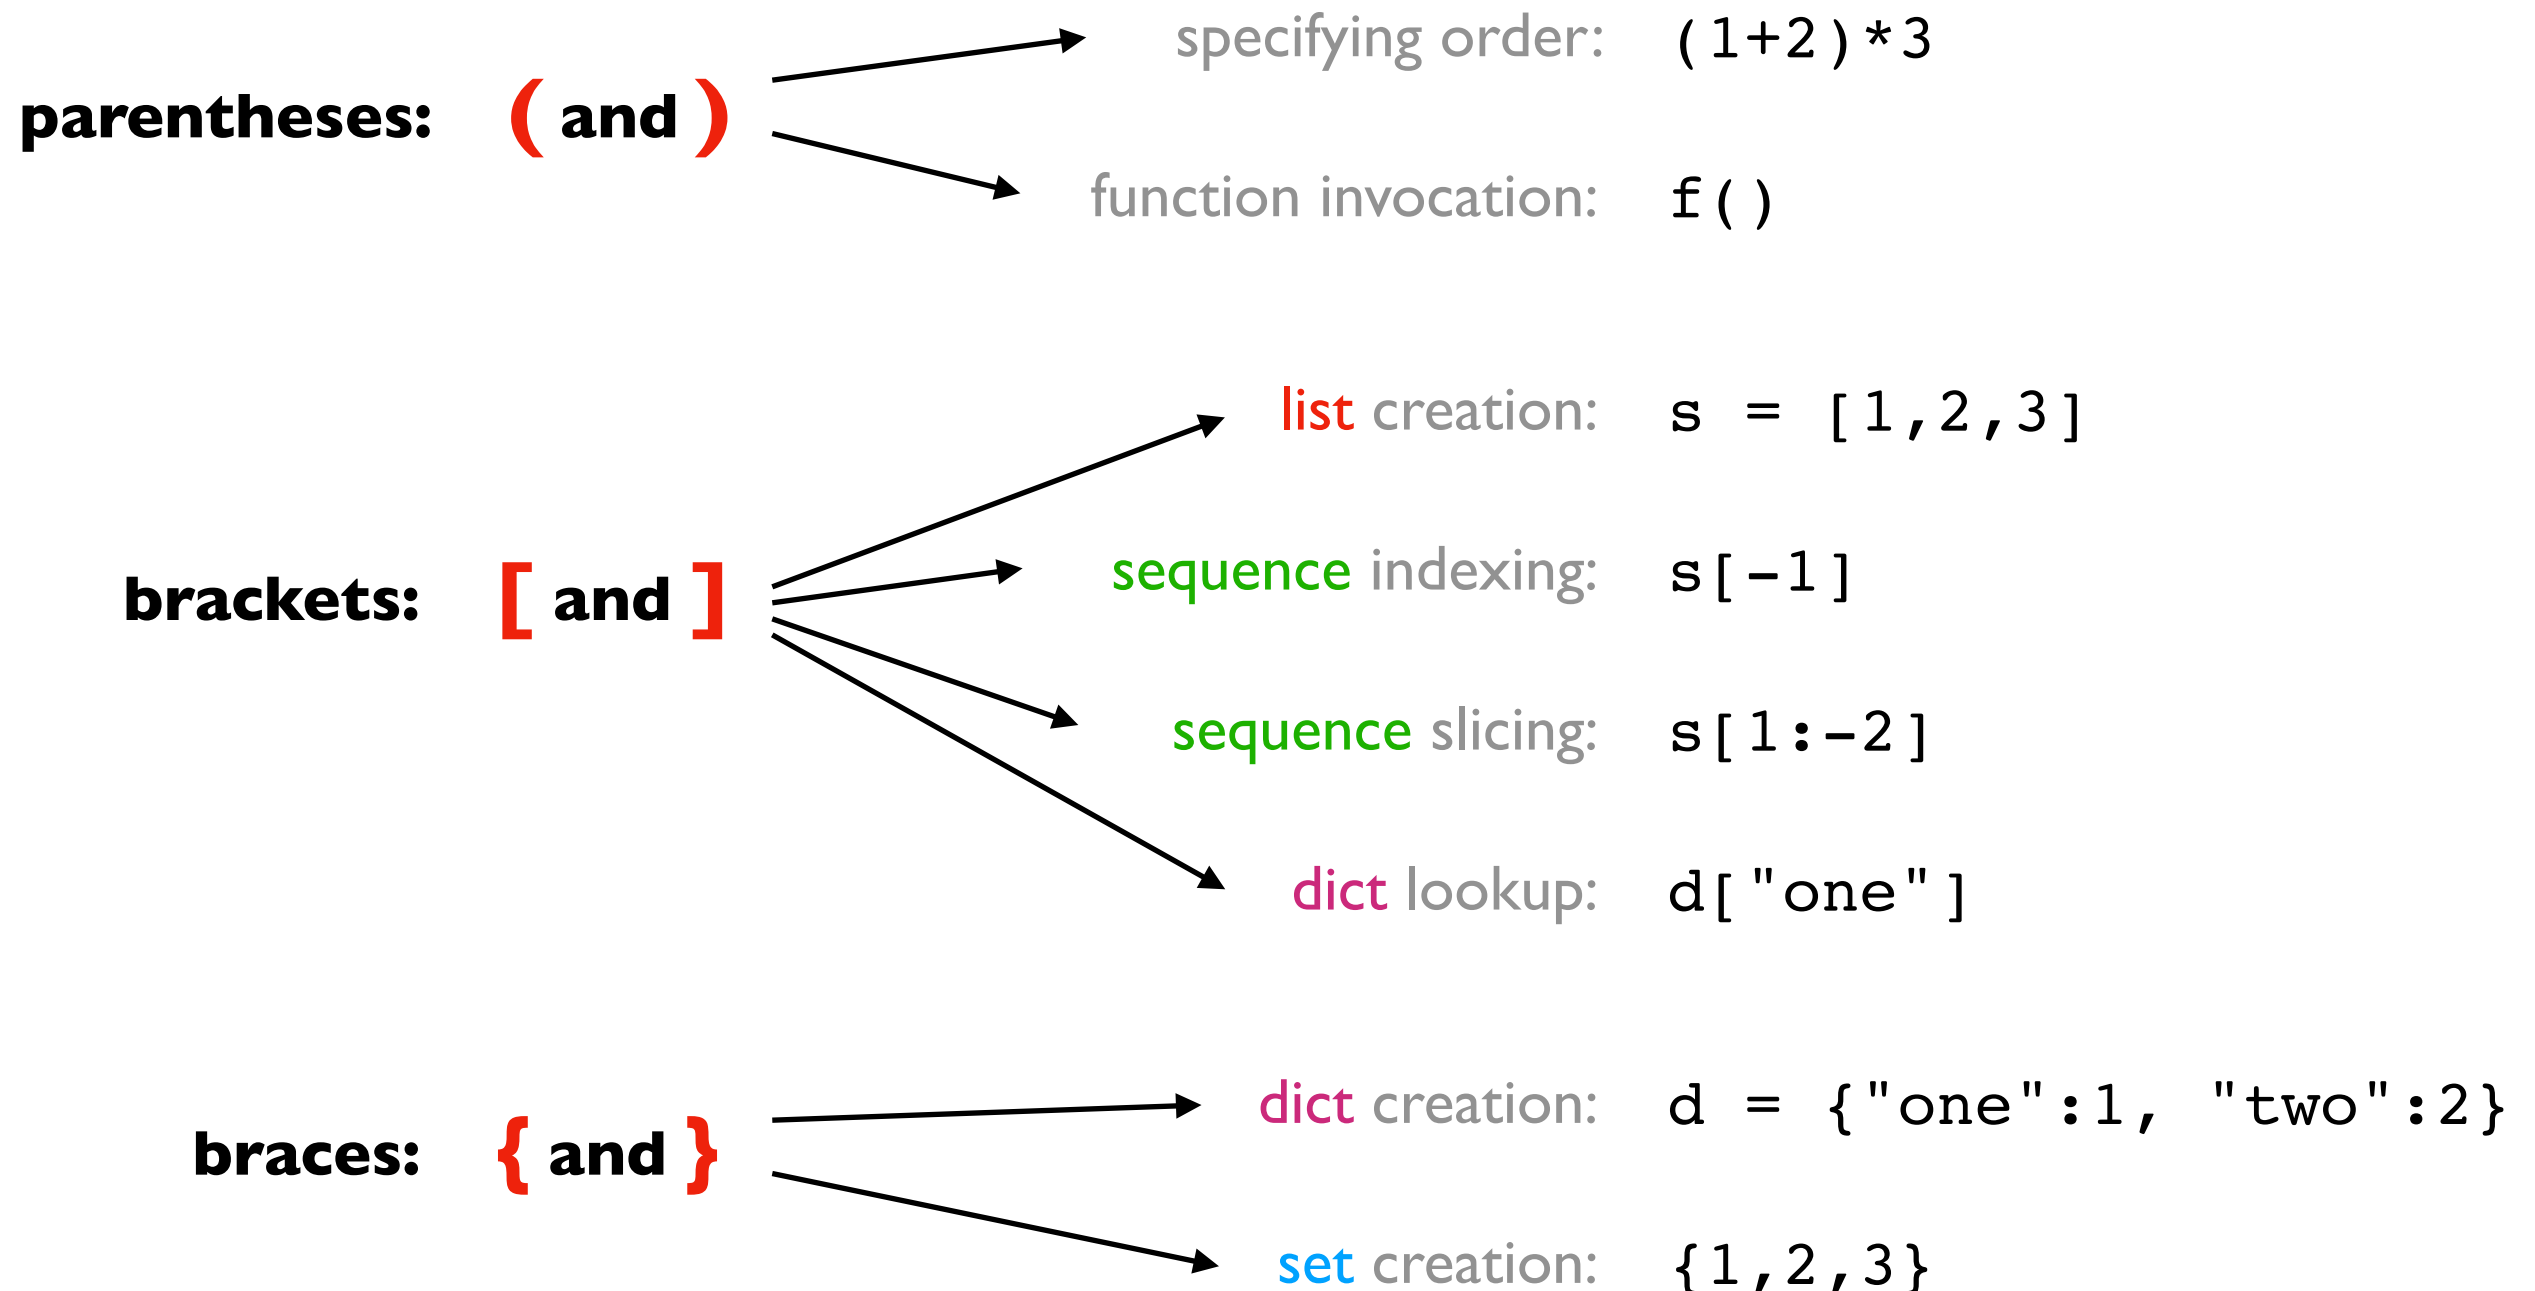 specifying order: (1+2)*3
parentheses: ( and )
function invocation: f()
list creation: s = [1,2,3]
sequence indexing: s[-1]
brackets: [ and ]
sequence slicing: s[1:-2]
dict lookup: d["one"]
dict creation: d = {"one":1, "two":2}
braces: { and }
set creation: {1,2,3}